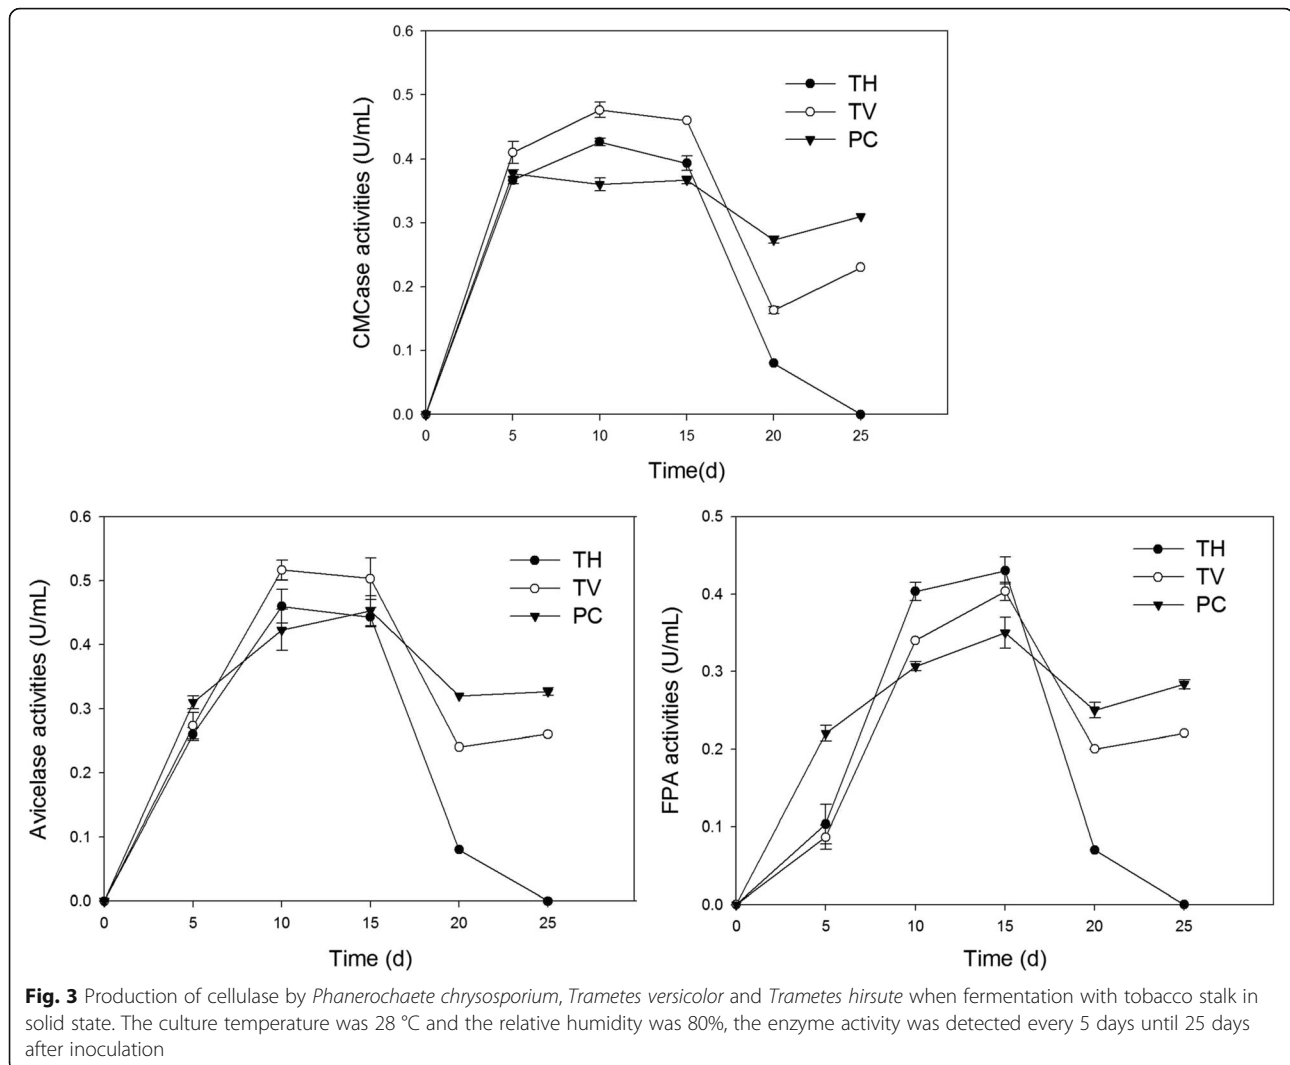 0.6
0.5
0.4
0.3
0.2
0.1
0.0
CMCase activities (U/mL)
TH
TV
PC
0 5 10 15 20 25
Time(d)
0.6
0.5
0.4
0.3
0.2
0.1
0.0
Avicelase activities (U/mL)
TH
TV
PC
0 5 10 15 20 25
Time (d)
0.5
0.4
0.3
0.2
0.1
0.0
FPA activities (U/mL)
TH
TV
PC
0 5 10 15 20 25
Time (d)
Fig. 3 Production of cellulase by Phanerochaete chrysosporium, Trametes versicolor and Trametes hirsute when fermentation with tobacco stalk in
solid state. The culture temperature was 28 °C and the relative humidity was 80%, the enzyme activity was detected every 5 days until 25 days
after inoculation